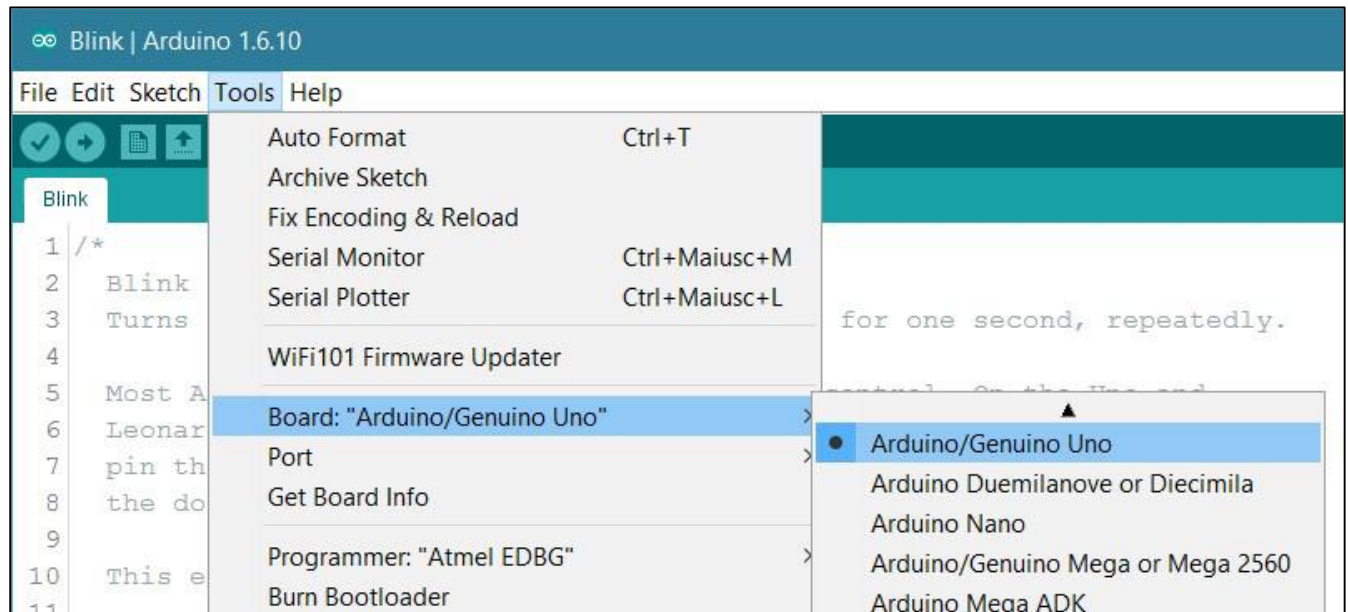 Blink | Arduino 1.6.10
File Edit Sketch Tools Help
Auto Format Ctrl+T
Archive Sketch
Fix Encoding & Reload
Serial Monitor Ctrl+Maiusc+M
Serial Plotter Ctrl+Maiusc+L
WiFi101 Firmware Updater
Board: "Arduino/Genuino Uno"
Port
Get Board Info
Programmer: "Atmel EDBG"
Burn Bootloader
Arduino/Genuino Uno
Arduino Duemilanove or Diecimila
Arduino Nano
Arduino/Genuino Mega or Mega 2560
Arduino Mega ADK
Blink
1 /*
2 Blink
3 Turns for one second, repeatedly.
4
5 Most A
6 Leonar
7 pin th
8 the do
9
10 This e
11